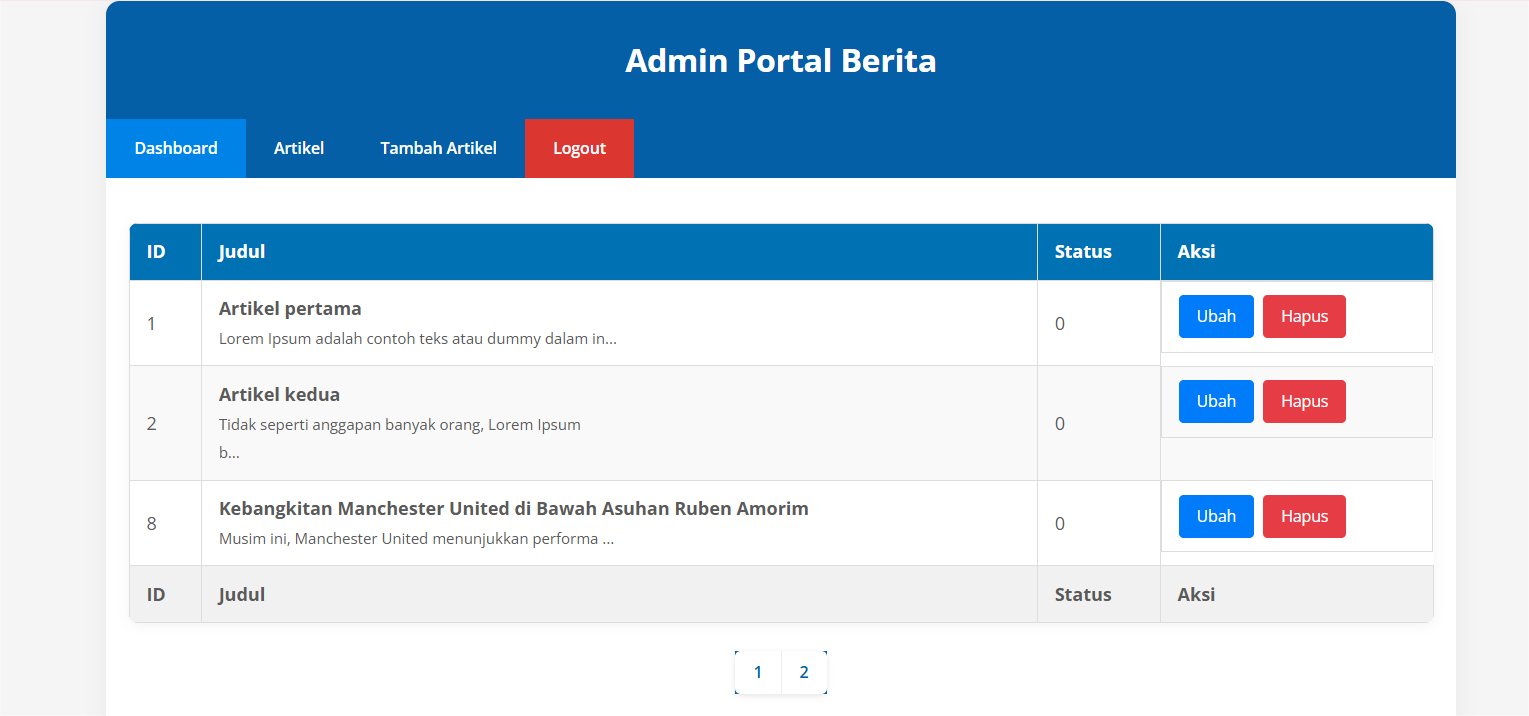 Admin Portal Berita
Dashboard Artikel Tambah Artikel Logout
ID Judul Status Aksi
1 Artikel pertama 0 Ubah Hapus
Lorem Ipsum adalah contoh teks atau dummy dalam in...
2 Artikel kedua 0 Ubah Hapus
Tidak seperti anggapan banyak orang, Lorem Ipsum
b...
8 Kebangkitan Manchester United di Bawah Asuhan Ruben Amorim 0 Ubah Hapus
Musim ini, Manchester United menunjukkan performa ...
ID Judul Status Aksi
1 2